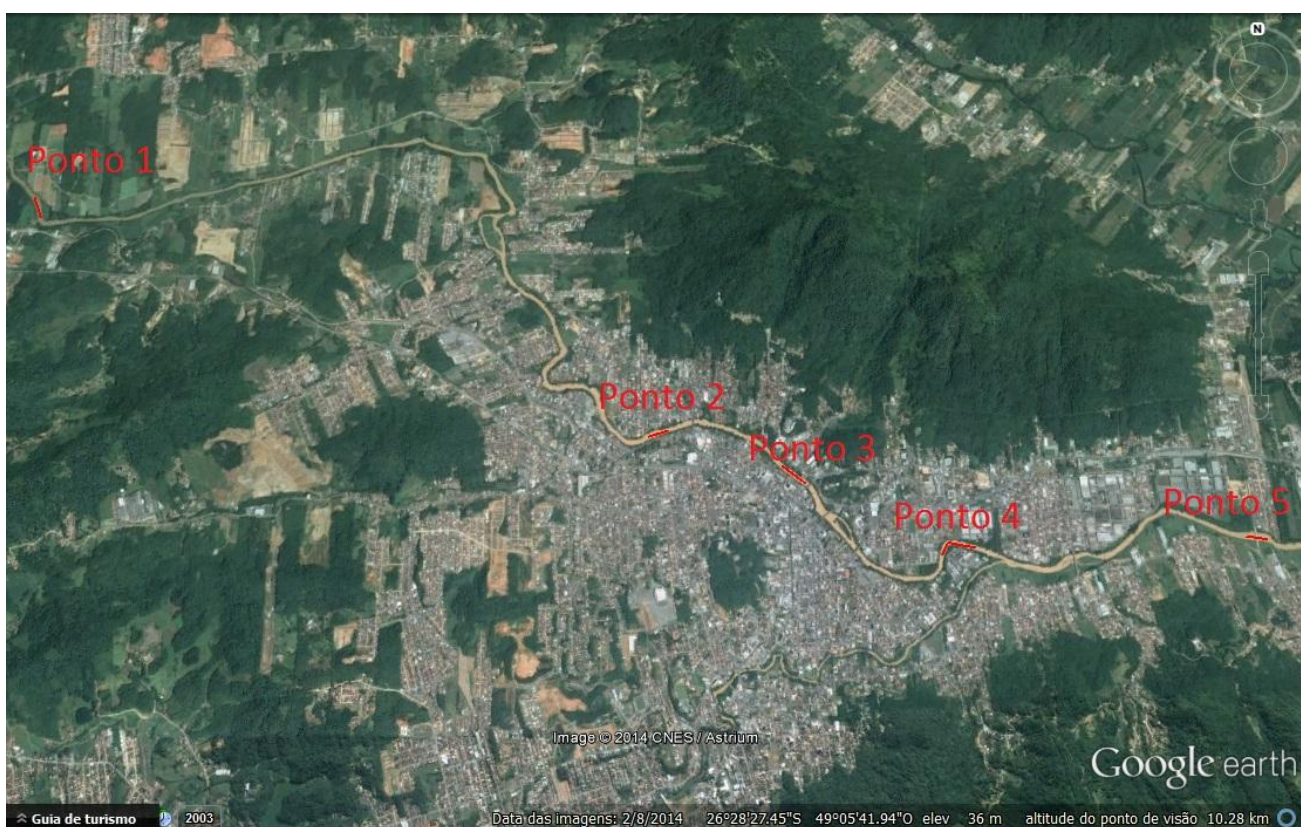 N
Ponto 1
Ponto 2
Ponto 3
Ponto 4
Ponto 5
Image © 2014 CNES / Astrium
Google earth
Guia de turismo 2003 Data das imagens: 2/8/2014 26°28'27.45"S 49°05'41.94"O elev 36 m altitude do ponto de visão 10.28 km